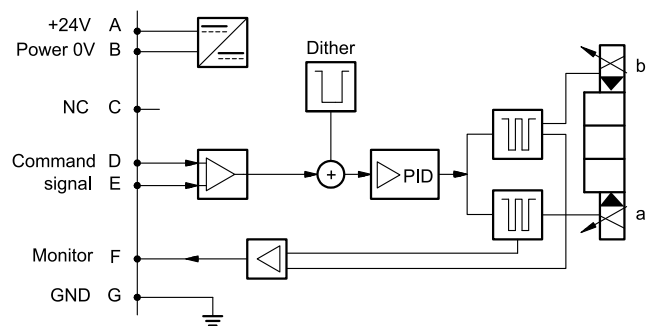 +24V A
Power 0V B
Dither
b
NC C
Command D
signal E
PID
a
Monitor F
GND G